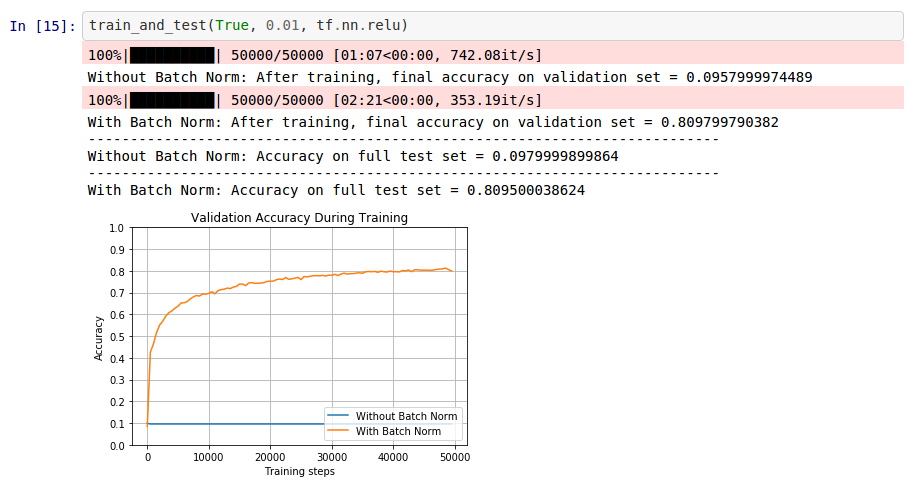 In [15]: train_and_test(True, 0.01, tf.nn.relu)
100%|██████████| 50000/50000 [01:07<00:00, 742.08it/s]
Without Batch Norm: After training, final accuracy on validation set = 0.0957999974489
100%|██████████| 50000/50000 [02:21<00:00, 353.19it/s]
With Batch Norm: After training, final accuracy on validation set = 0.809799790382
---------------------------------------------------------------------------
Without Batch Norm: Accuracy on full test set = 0.0979999899864
---------------------------------------------------------------------------
With Batch Norm: Accuracy on full test set = 0.809500038624
Validation Accuracy During Training
1.0
0.9
0.8
0.7
0.6
0.5
0.4
0.3
0.2
0.1
0.0
Accuracy
Without Batch Norm
With Batch Norm
0 10000 20000 30000 40000 50000
Training steps